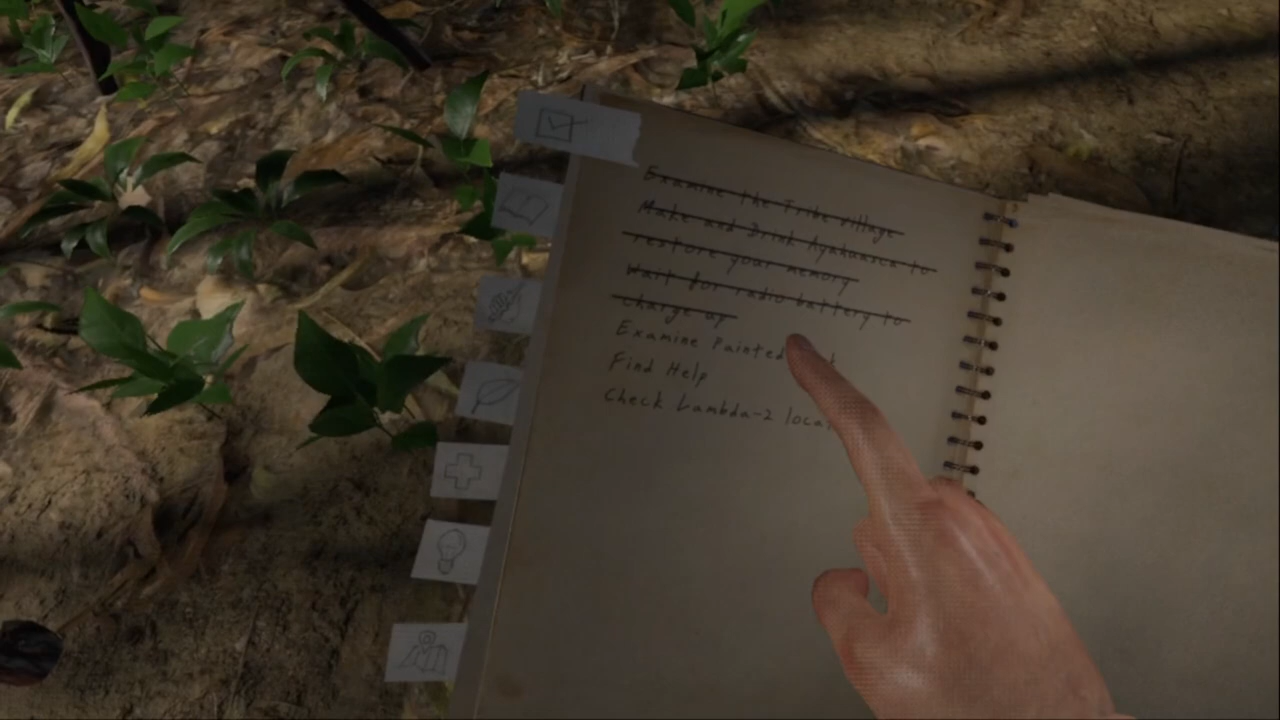 Examine the Tribe village
Make and Drink Ayahuasca to
restore your memory
Wait for radio battery to
charge up
Examine Painted
Find Help
Check Lambda-2